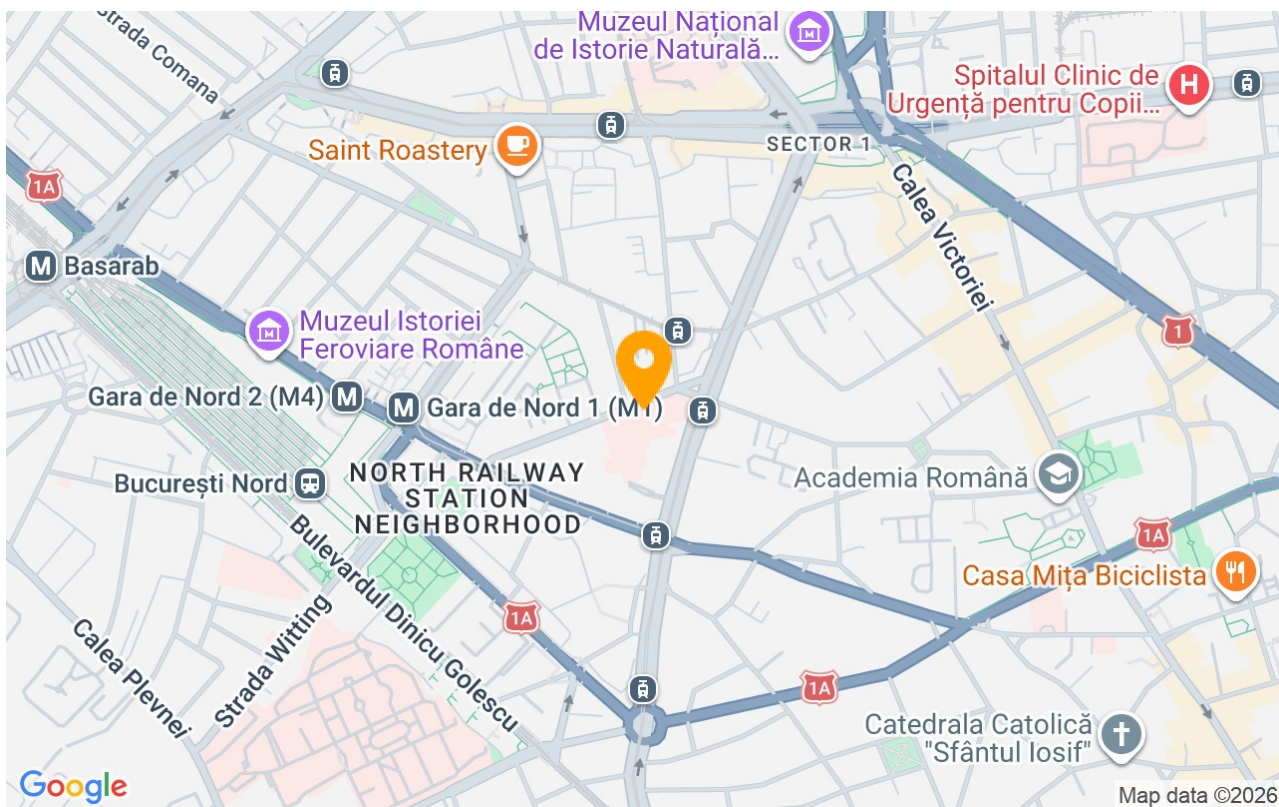 Strada Comana
Muzeul Național
de Istorie Naturală...
Spitalul Clinic de
Urgență pentru Copii...
H
Saint Roastery
SECTOR 1
1A
Calea Victoriei
M Basarab
Muzeul Istoriei
Feroviare Române
1
Gara de Nord 2 (M4) M
M Gara de Nord 1 (M1)
București Nord
NORTH RAILWAY
STATION
NEIGHBORHOOD
Academia Română
1A
Casa Mița Biciclista
Bulevardul Dinicu Golescu
1A
Strada Witting
Calea Plevnei
1A
Catedrala Catolică
"Sfântul Iosif"
Google
Map data ©2026